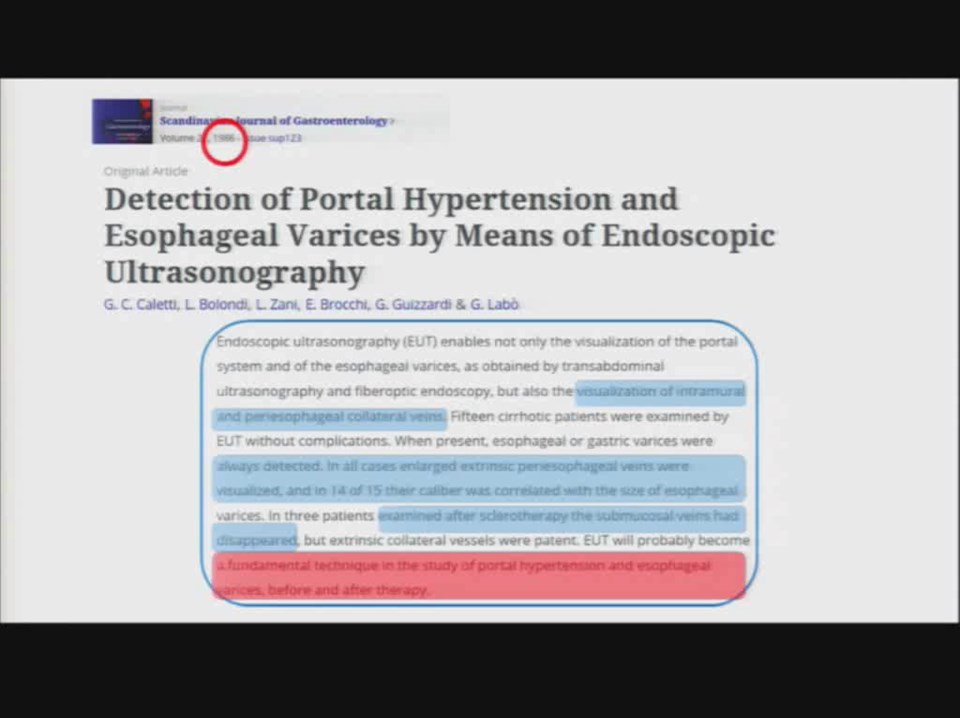 Journal
Scandinavian Journal of Gastroenterology
Volume 1986 - Issue sup123
Original Article
Detection of Portal Hypertension and
Esophageal Varices by Means of Endoscopic
Ultrasonography
G. C. Caletti, L. Bolondi, L. Zani, E. Brocchi, G. Guizzardi & G. Labò
Endoscopic ultrasonography (EUT) enables not only the visualization of the portal
system and of the esophageal varices, as obtained by transabdominal
ultrasonography and fiberoptic endoscopy, but also the visualization of intramural
and periesophageal collateral veins. Fifteen cirrhotic patients were examined by
EUT without complications. When present, esophageal or gastric varices were
always detected. In all cases enlarged extrinsic periesophageal veins were
visualized, and in 14 of 15 their caliber was correlated with the size of esophageal
varices. In three patients examined after sclerotherapy the submucosal veins had
disappeared, but extrinsic collateral vessels were patent. EUT will probably become
a fundamental technique in the study of portal hypertension and esophageal
varices, before and after therapy.